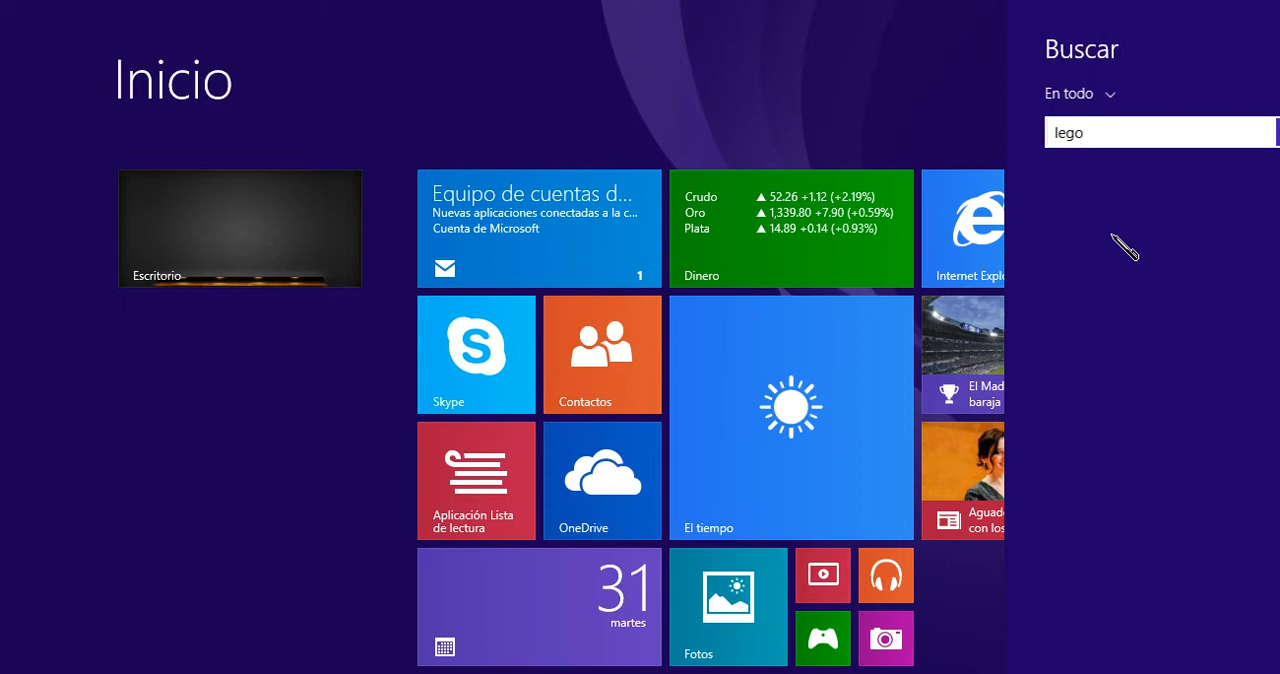 Inicio
Buscar
En todo
lego
Escritorio
Equipo de cuentas d...
Nuevas aplicaciones conectadas a la c...
Cuenta de Microsoft
1
Crudo ▲ 52.26 +1.12 (+2.19%)
Oro ▲ 1,339.80 +7.90 (+0.59%)
Plata ▲ 14.89 +0.14 (+0.93%)
Dinero
Internet Explo
Skype
Contactos
El Mad
baraja
Aplicación Lista
de lectura
OneDrive
El tiempo
Aguad
con los
31
martes
Fotos